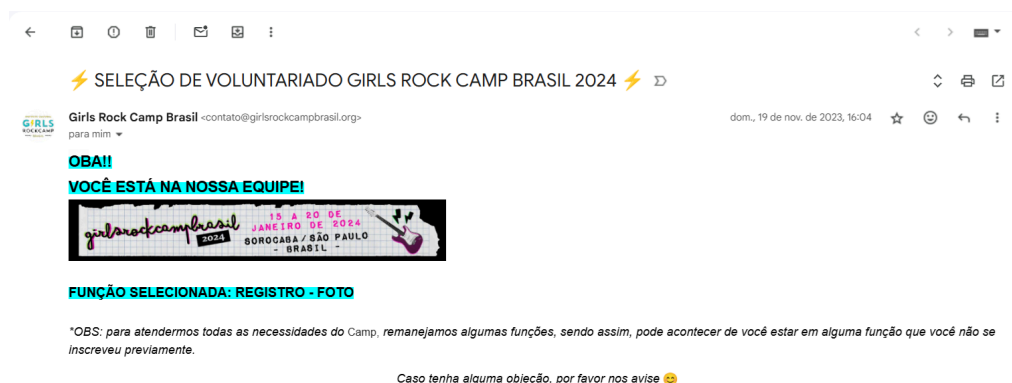 ⚡ SELEÇÃO DE VOLUNTARIADO GIRLS ROCK CAMP BRASIL 2024 ⚡
GIRLS
ROCKCAMP
Girls Rock Camp Brasil <contato@girlsrockcampbrasil.org>
dom., 19 de nov. de 2023, 16:04
para mim
OBA!!
VOCÊ ESTÁ NA NOSSA EQUIPE!
girlsrockcampbrasil
2024
15 A 20 DE
JANEIRO DE 2024
SOROCABA/SÃO PAULO
- BRASIL -
FUNÇÃO SELECIONADA: REGISTRO - FOTO
*OBS: para atendermos todas as necessidades do Camp, remanejamos algumas funções, sendo assim, pode acontecer de você estar em alguma função que você não se
inscreveu previamente.
Caso tenha alguma objeção, por favor nos avise 😊